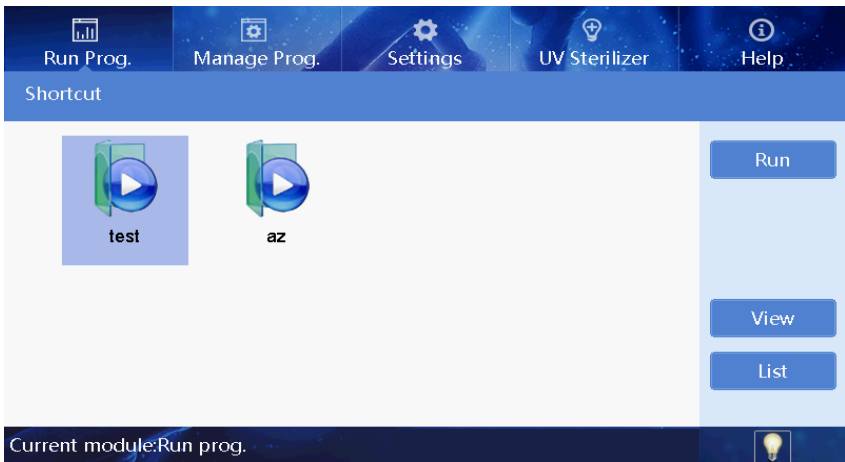 Run Prog. Manage Prog. Settings UV Sterilizer Help
Shortcut
Run
test az
View
List
Current module:Run prog.